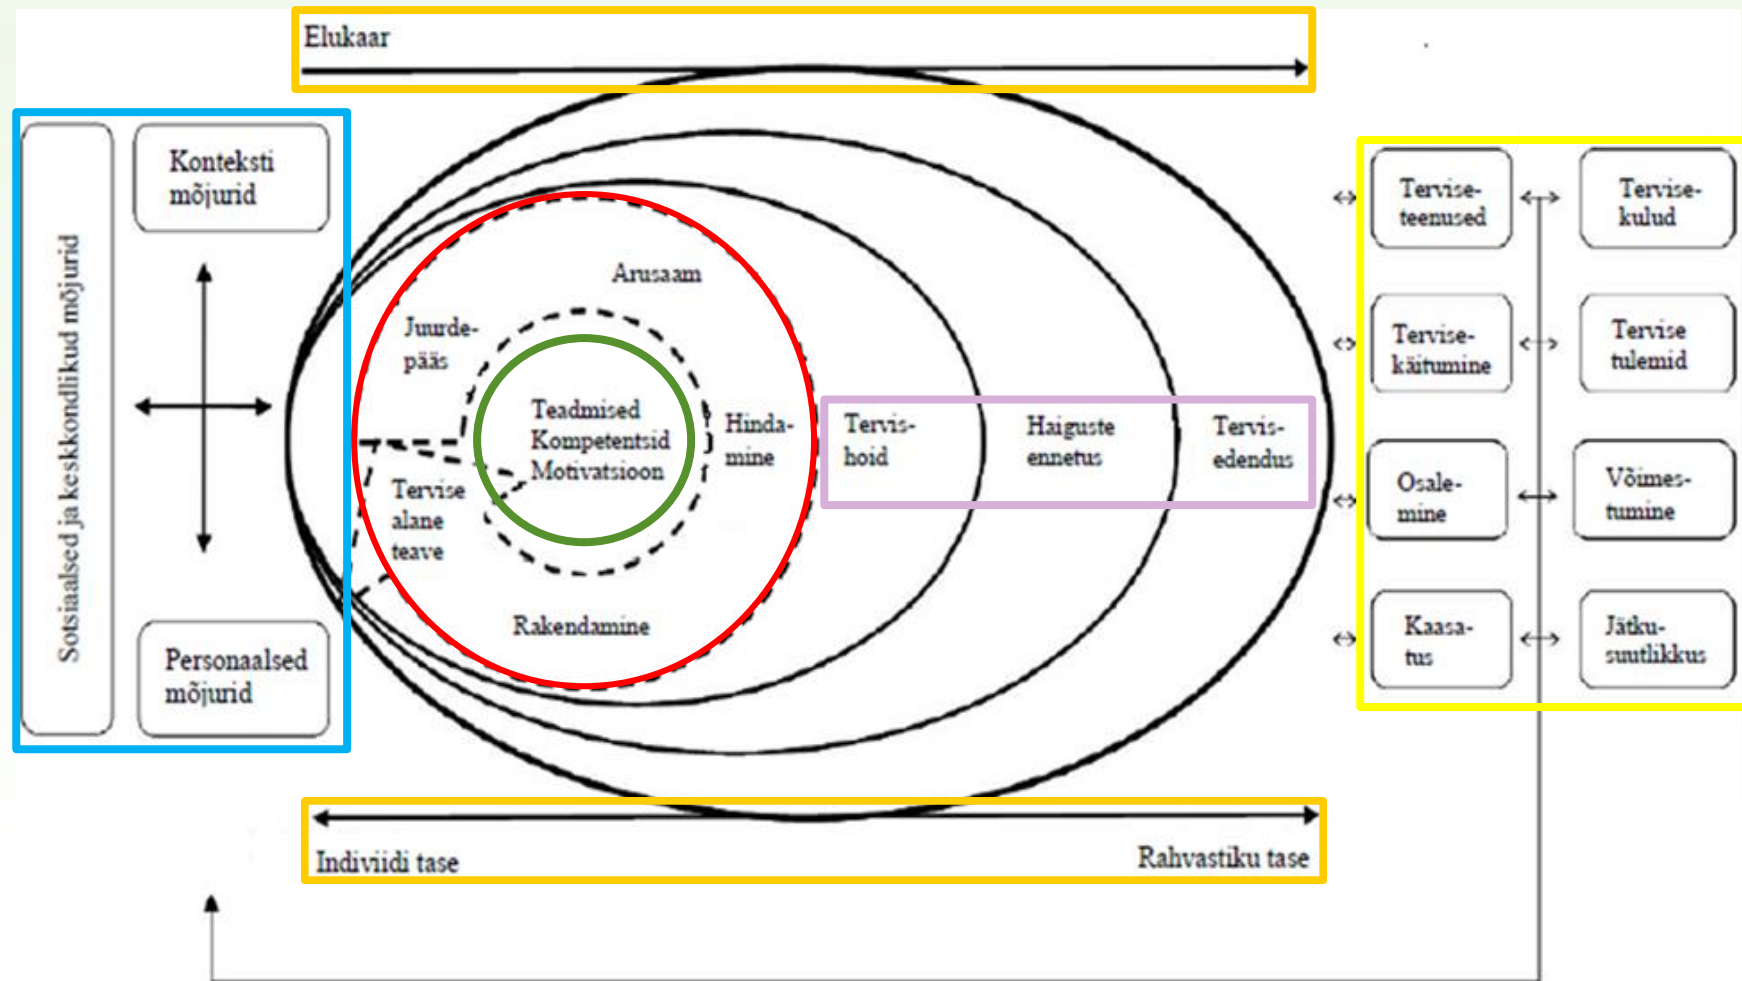 Elukaar
Sotsiaalsed ja keskkondlikud mõjurid
Konteksti
mõjurid
Personaalsed
mõjurid
Arusaam
Juurde-
pääs
Teadmised
Kompetentsid
Motivatsioon
Hinda-
mine
Tervise
alane
teave
Rakendamine
Tervis-
hoid
Haiguste
ennetus
Tervis-
edendus
Tervise-
teenused
Tervise-
kulud
Tervise-
käitumine
Tervise
tulemid
Osale-
mine
Võimes-
tumine
Kaasa-
tus
Jätku-
suutlikkus
Indiviidi tase
Rahvastiku tase